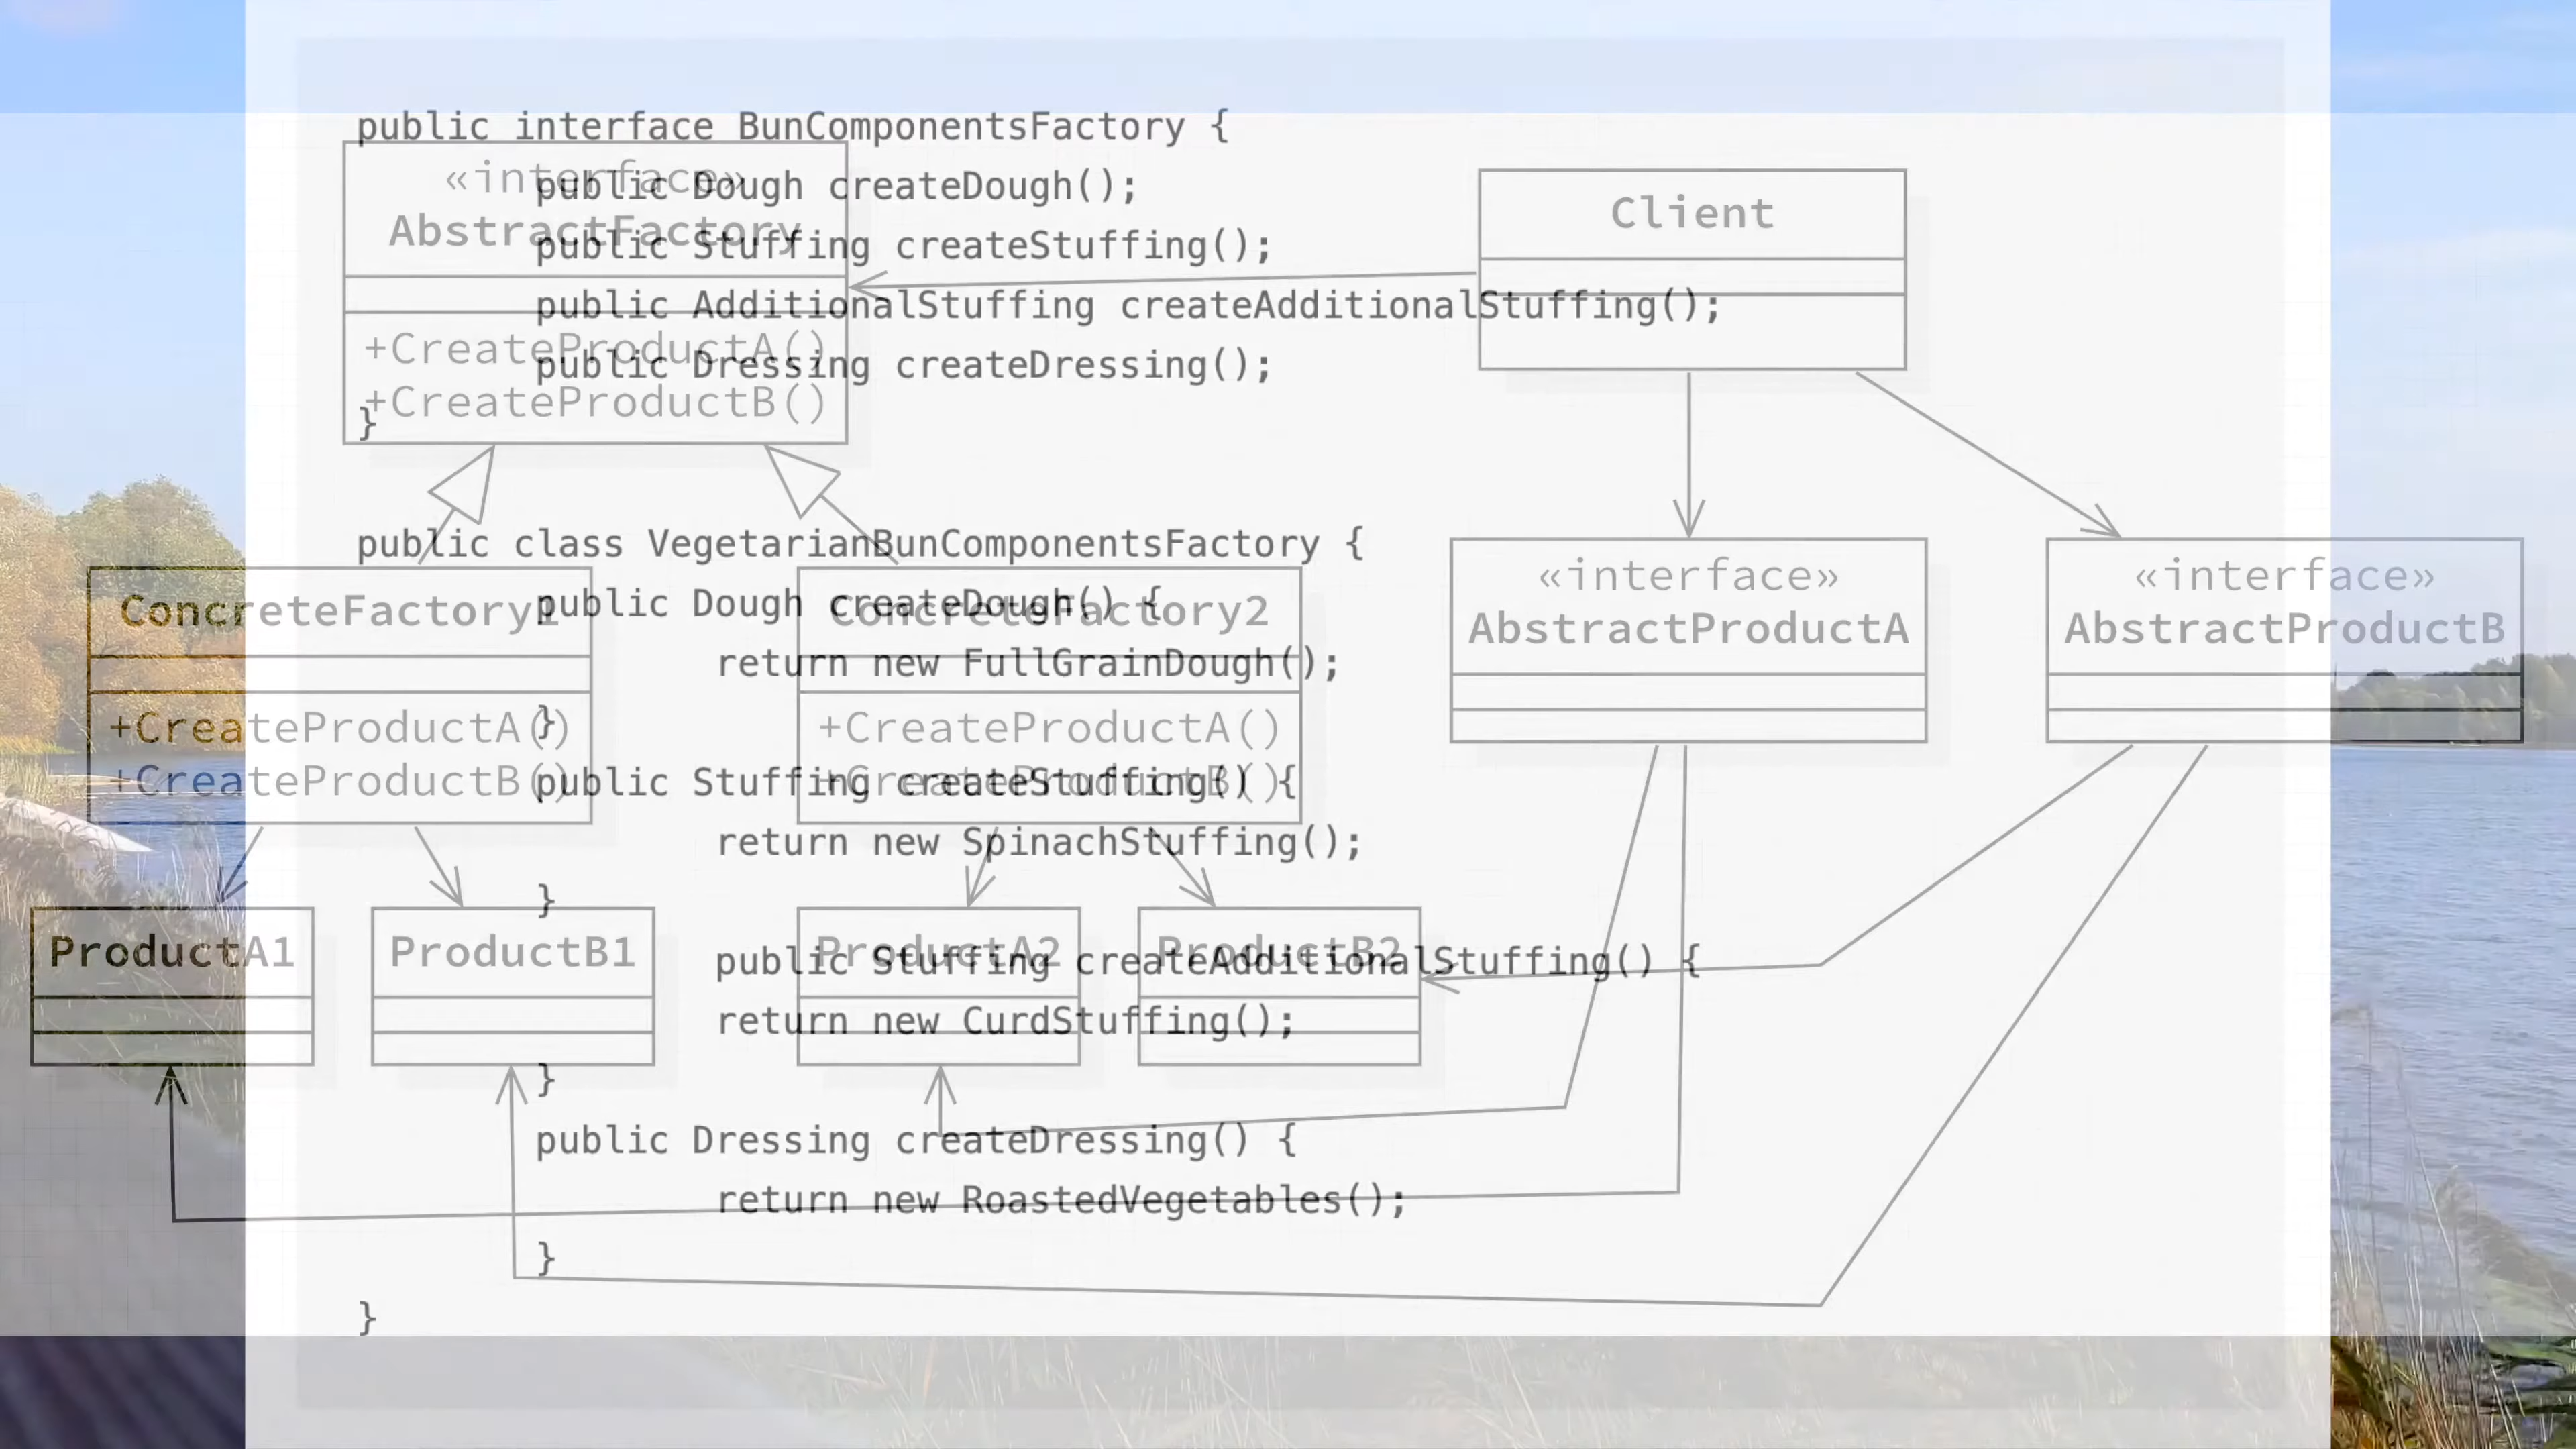 public interface BunComponentsFactory {
public Dough createDough();
public Stuffing createStuffing();
public AdditionalStuffing createAdditionalStuffing();
public Dressing createDressing();
}
public class VegetarianBunComponentsFactory {
public Dough createDough() {
return new FullGrainDough();
}
public Stuffing createStuffing() {
return new SpinachStuffing();
}
public Stuffing createAdditionalStuffing() {
return new CurdStuffing();
}
public Dressing createDressing() {
return new RoastedVegetables();
}
}
«interface»
AbstractFactory
+CreateProductA()
+CreateProductB()
Client
ConcreteFactory1
+CreateProductA()
+CreateProductB()
ConcreteFactory2
+CreateProductA()
+CreateProductB()
«interface»
AbstractProductA
«interface»
AbstractProductB
ProductA1
ProductB1
ProductA2
ProductB2